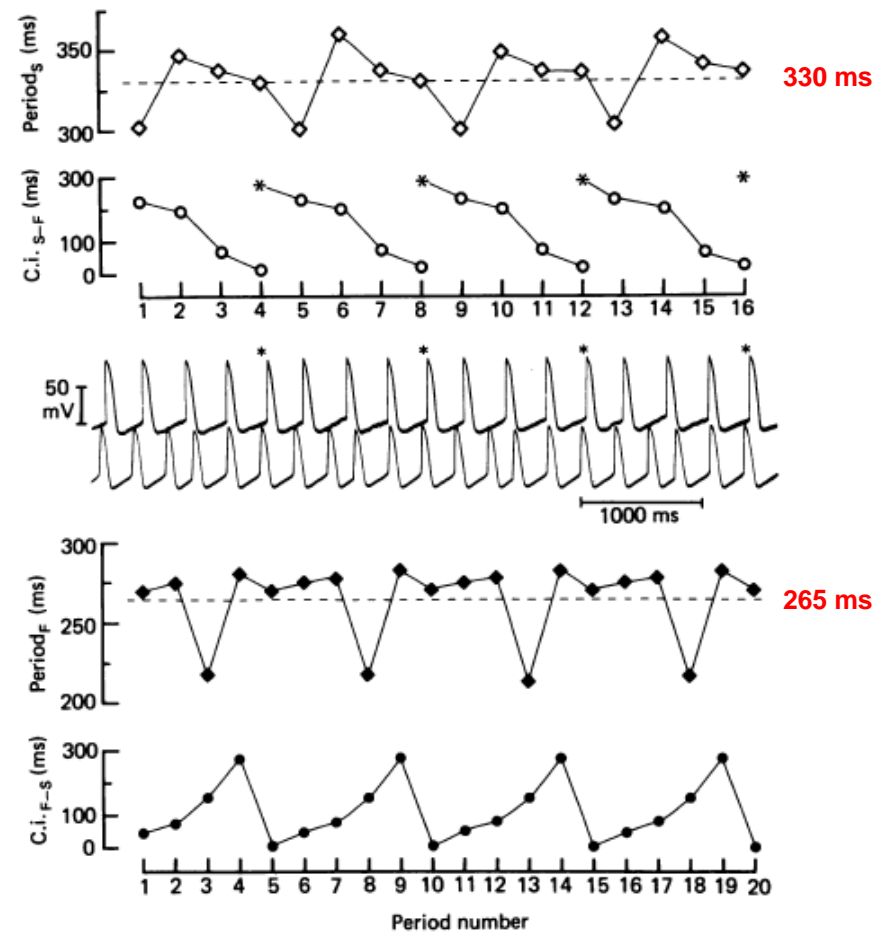 Period_S (ms)
350
300
330 ms
C.i._S–F (ms)
300
100
0
* * * *
1 2 3 4 5 6 7 8 9 10 11 12 13 14 15 16
* * * *
50
mV
1000 ms
Period_F (ms)
300
250
200
265 ms
C.i._F–S (ms)
300
100
0
1 2 3 4 5 6 7 8 9 10 11 12 13 14 15 16 17 18 19 20
Period number